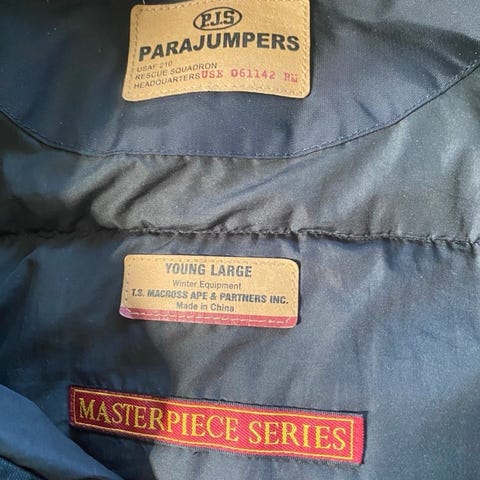 P.J.S
PARAJUMPERS
USAF 210
RESCUE SQUADRON
HEADQUARTERS USE 061142 RM
YOUNG LARGE
Winter Equipment
T.S. MACROSS APE & PARTNERS INC.
Made in China
MASTERPIECE SERIES